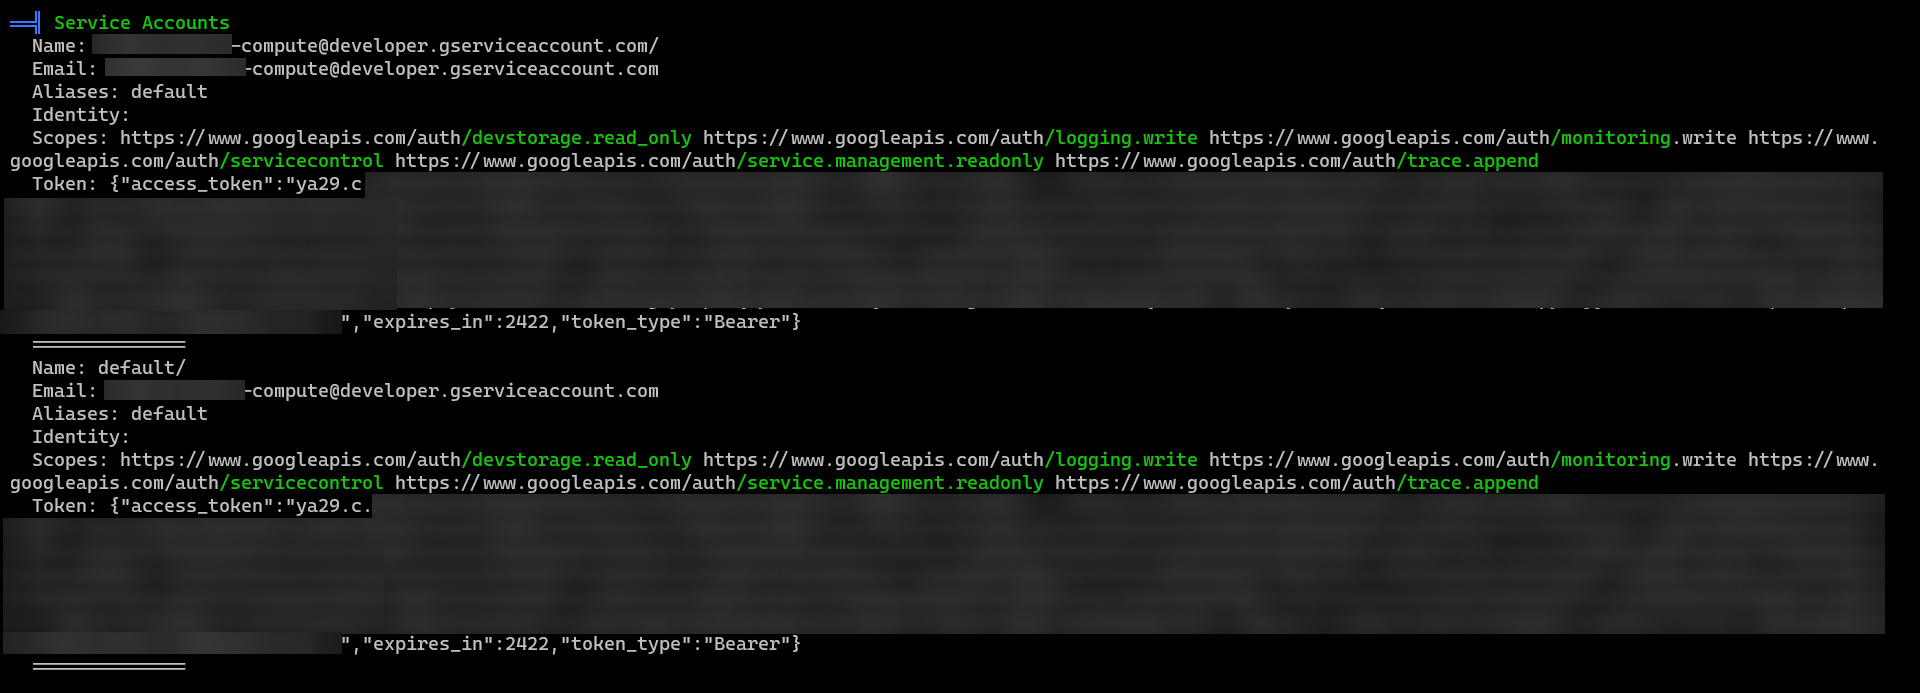 ══╣ Service Accounts
Name: -compute@developer.gserviceaccount.com/
Email: -compute@developer.gserviceaccount.com
Aliases: default
Identity:
Scopes: https://www.googleapis.com/auth/devstorage.read_only https://www.googleapis.com/auth/logging.write https://www.googleapis.com/auth/monitoring.write https://www.
googleapis.com/auth/servicecontrol https://www.googleapis.com/auth/service.management.readonly https://www.googleapis.com/auth/trace.append
Token: {"access_token":"ya29.c
","expires_in":2422,"token_type":"Bearer"}
══════════════
Name: default/
Email: -compute@developer.gserviceaccount.com
Aliases: default
Identity:
Scopes: https://www.googleapis.com/auth/devstorage.read_only https://www.googleapis.com/auth/logging.write https://www.googleapis.com/auth/monitoring.write https://www.
googleapis.com/auth/servicecontrol https://www.googleapis.com/auth/service.management.readonly https://www.googleapis.com/auth/trace.append
Token: {"access_token":"ya29.c.
","expires_in":2422,"token_type":"Bearer"}
══════════════